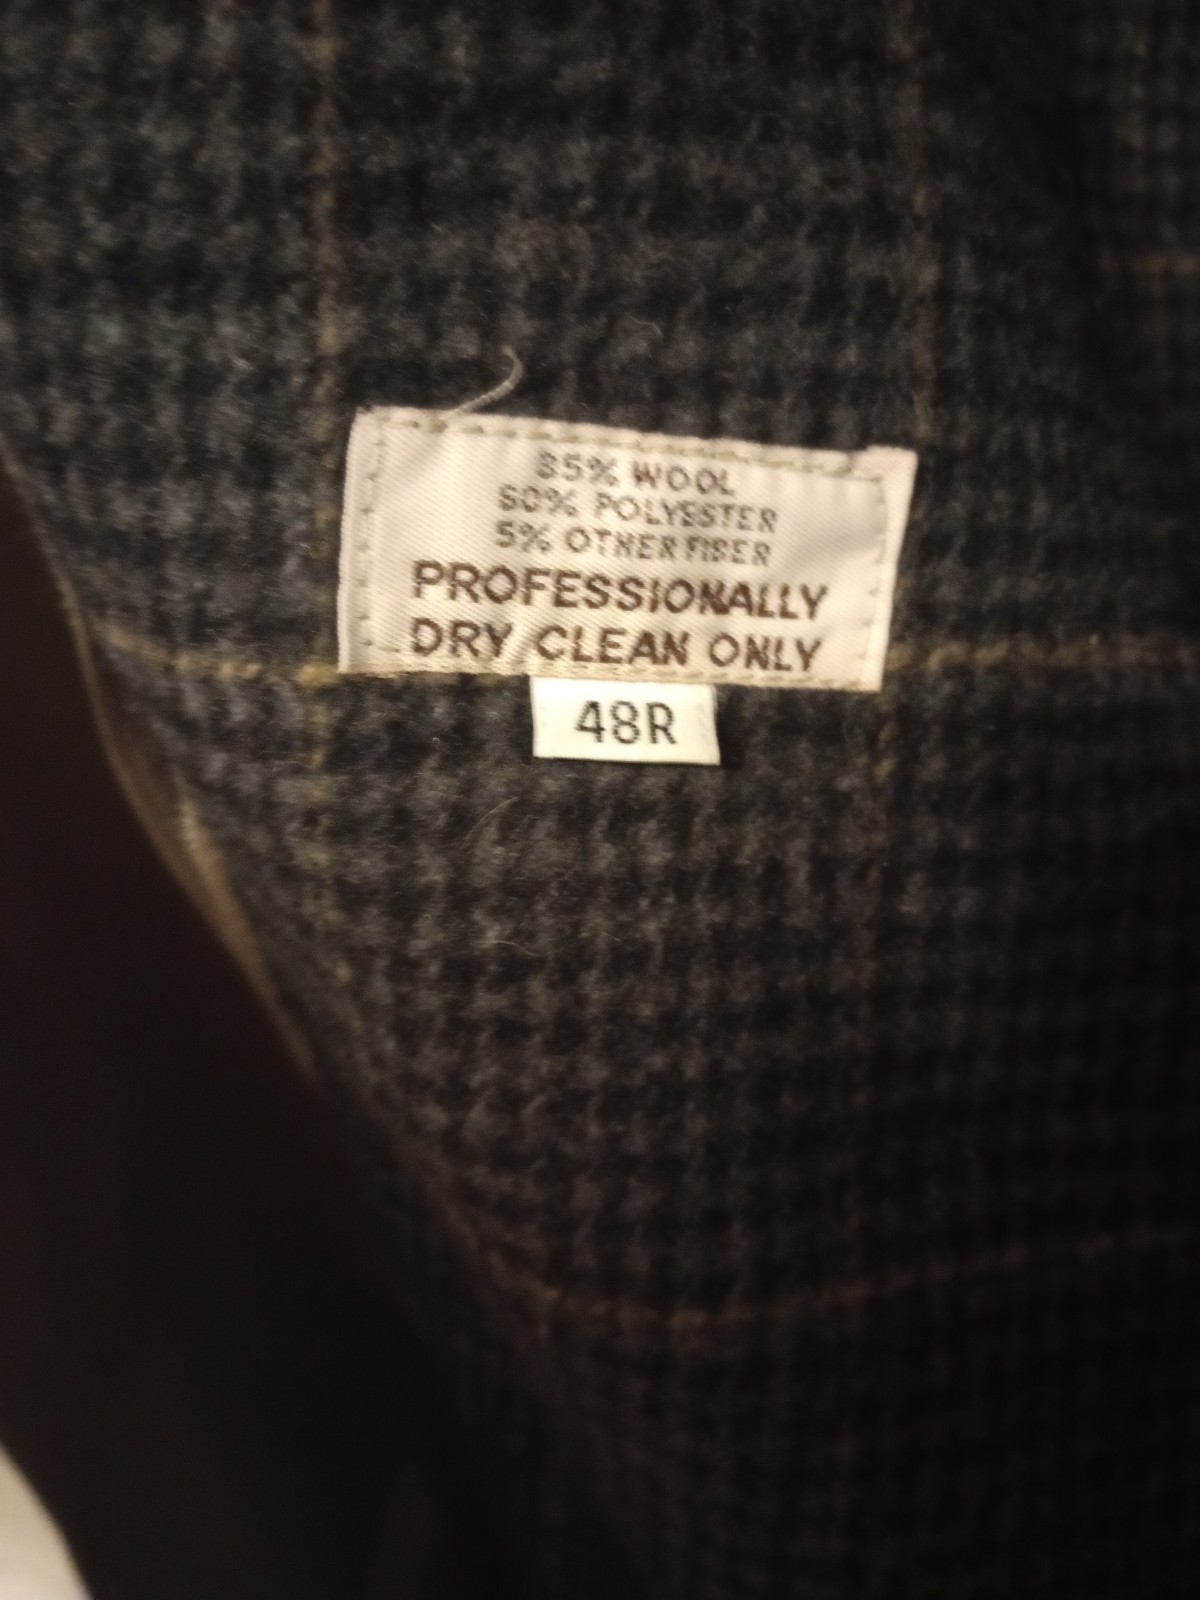 35% WOOL
60% POLYESTER
5% OTHER FIBER
PROFESSIONALLY
DRY CLEAN ONLY
48R